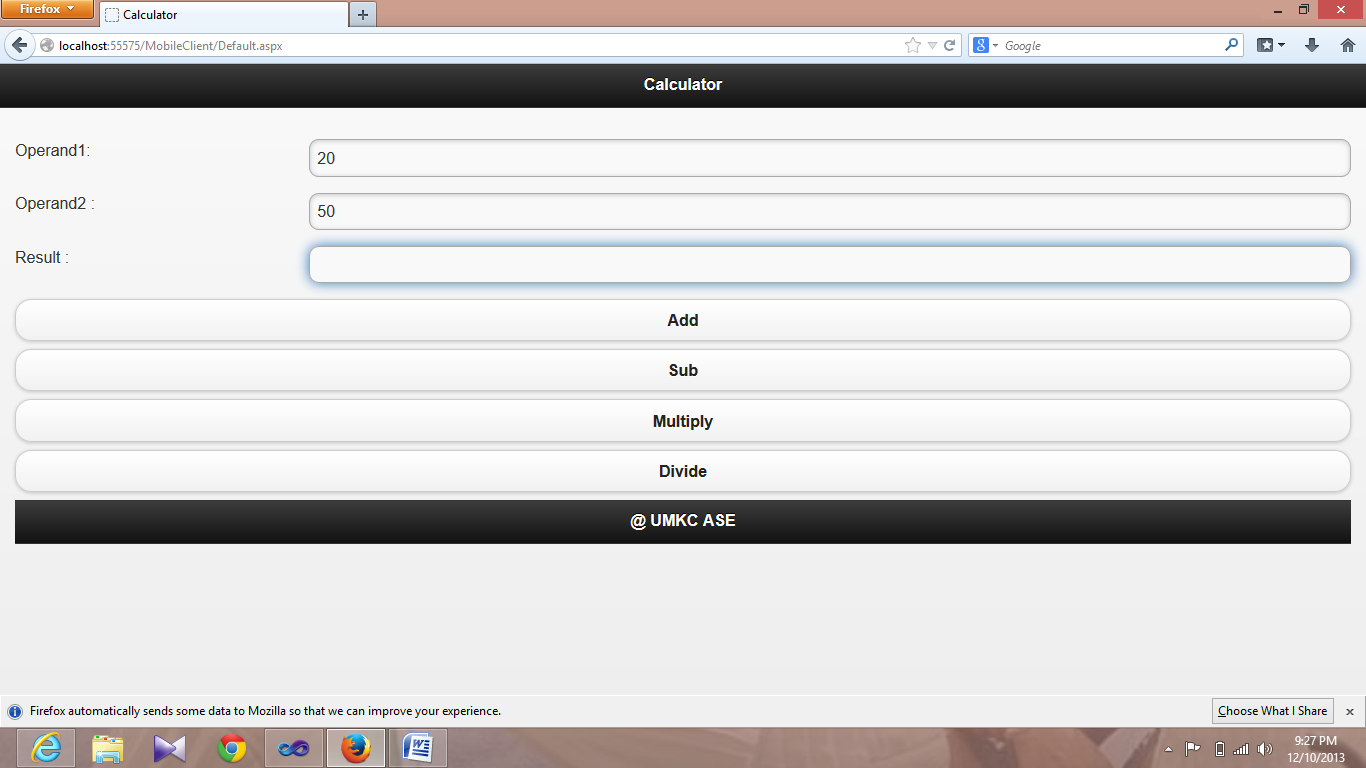 Firefox
Calculator
localhost:55575/MobileClient/Default.aspx
Google
Calculator
Operand1:
20
Operand2 :
50
Result :
Add
Sub
Multiply
Divide
@ UMKC ASE
Firefox automatically sends some data to Mozilla so that we can improve your experience.
Choose What I Share
9:27 PM
12/10/2013